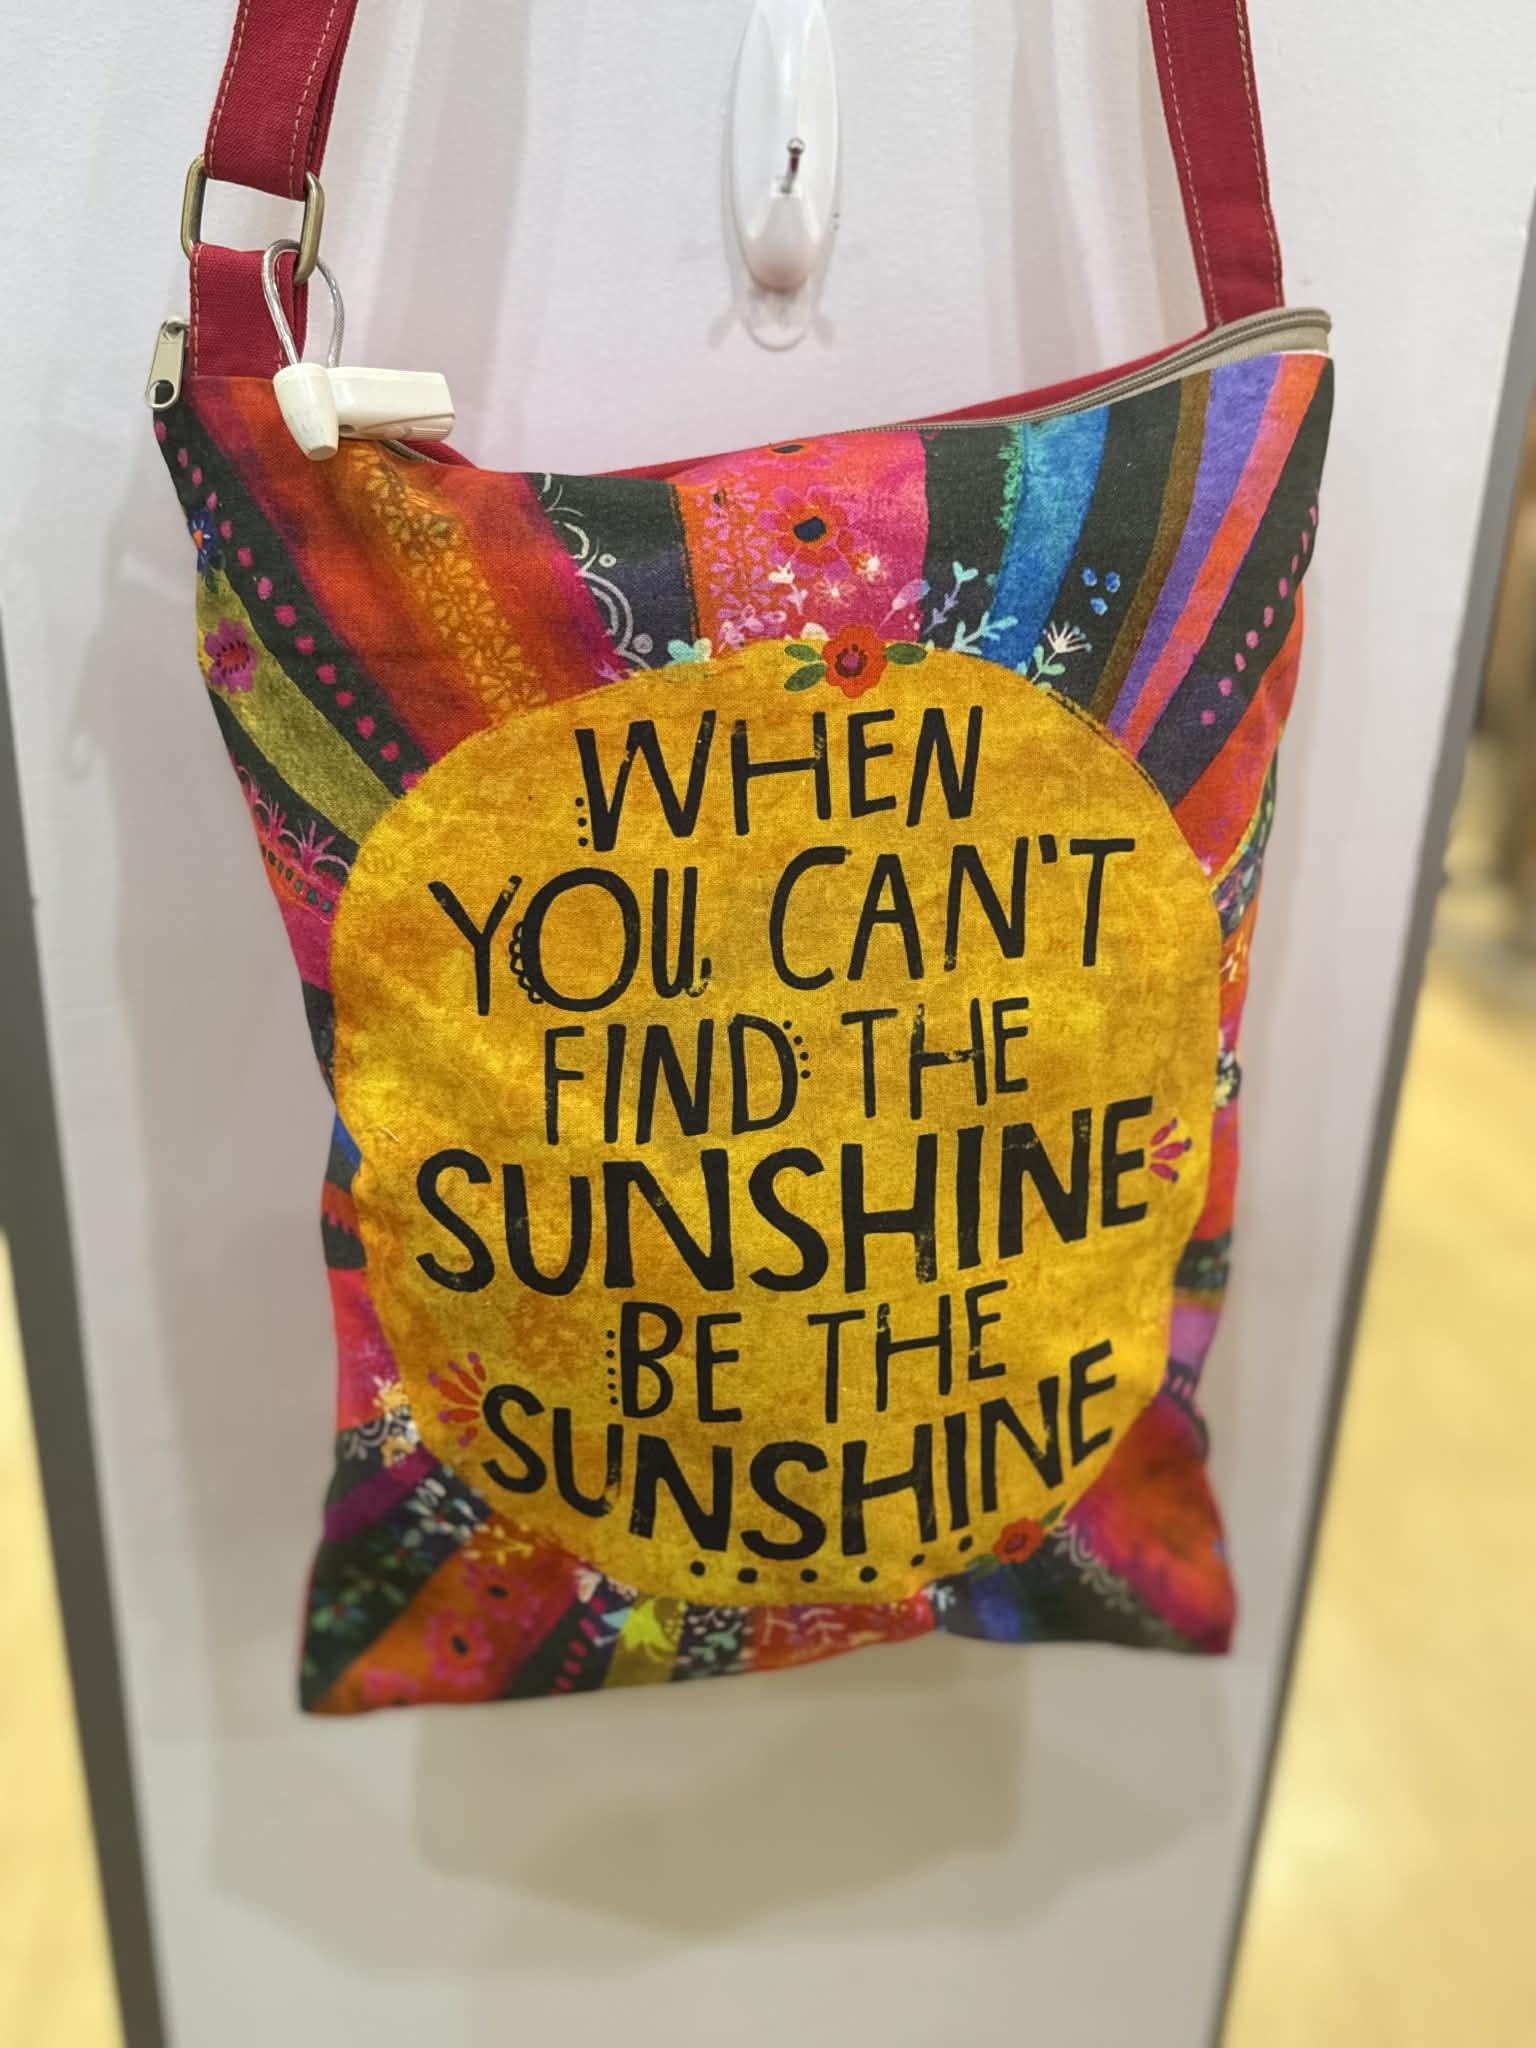 WHEN
YOU CAN'T
FIND THE
SUNSHINE
BE THE
SUNSHINE